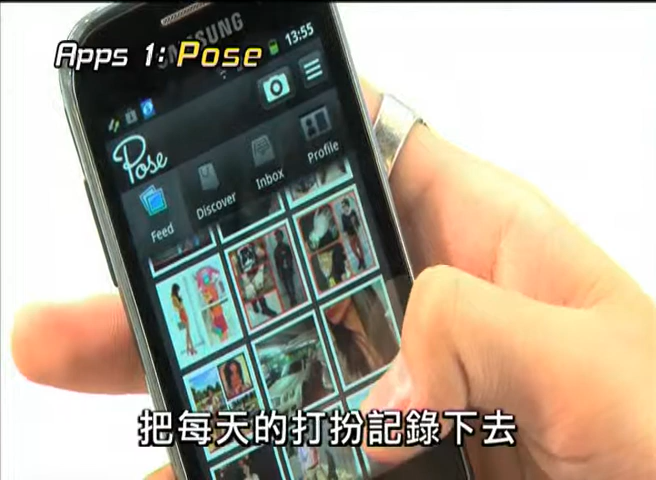 Apps 1: Pose
SAMSUNG
13:55
Pose
Feed
Discover
Inbox
Profile
把每天的打扮記錄下去